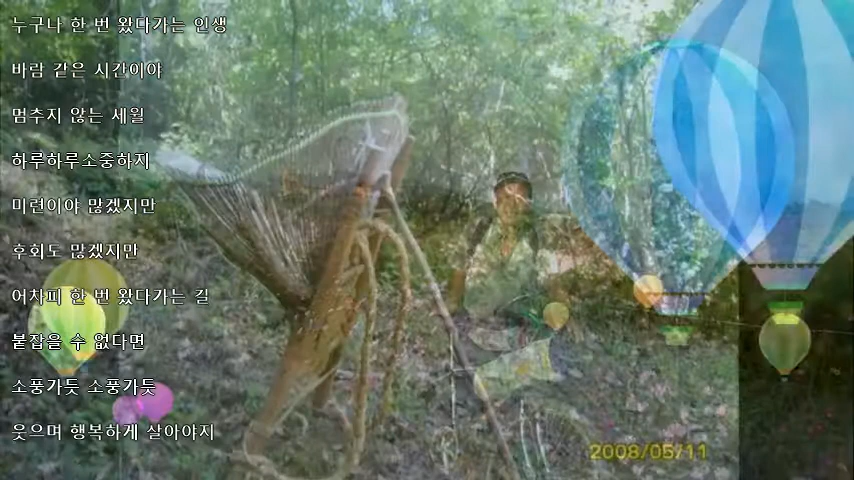 누구나 한 번 왔다가는 인생
바람 같은 시간이야
멈추지 않는 세월
하루하루소중하지
미련이야 많겠지만
후회도 많겠지만
어차피 한 번 왔다가는 길
붙잡을 수 없다면
소풍가듯 소풍가듯
웃으며 행복하게 살아야지
2008/05/11